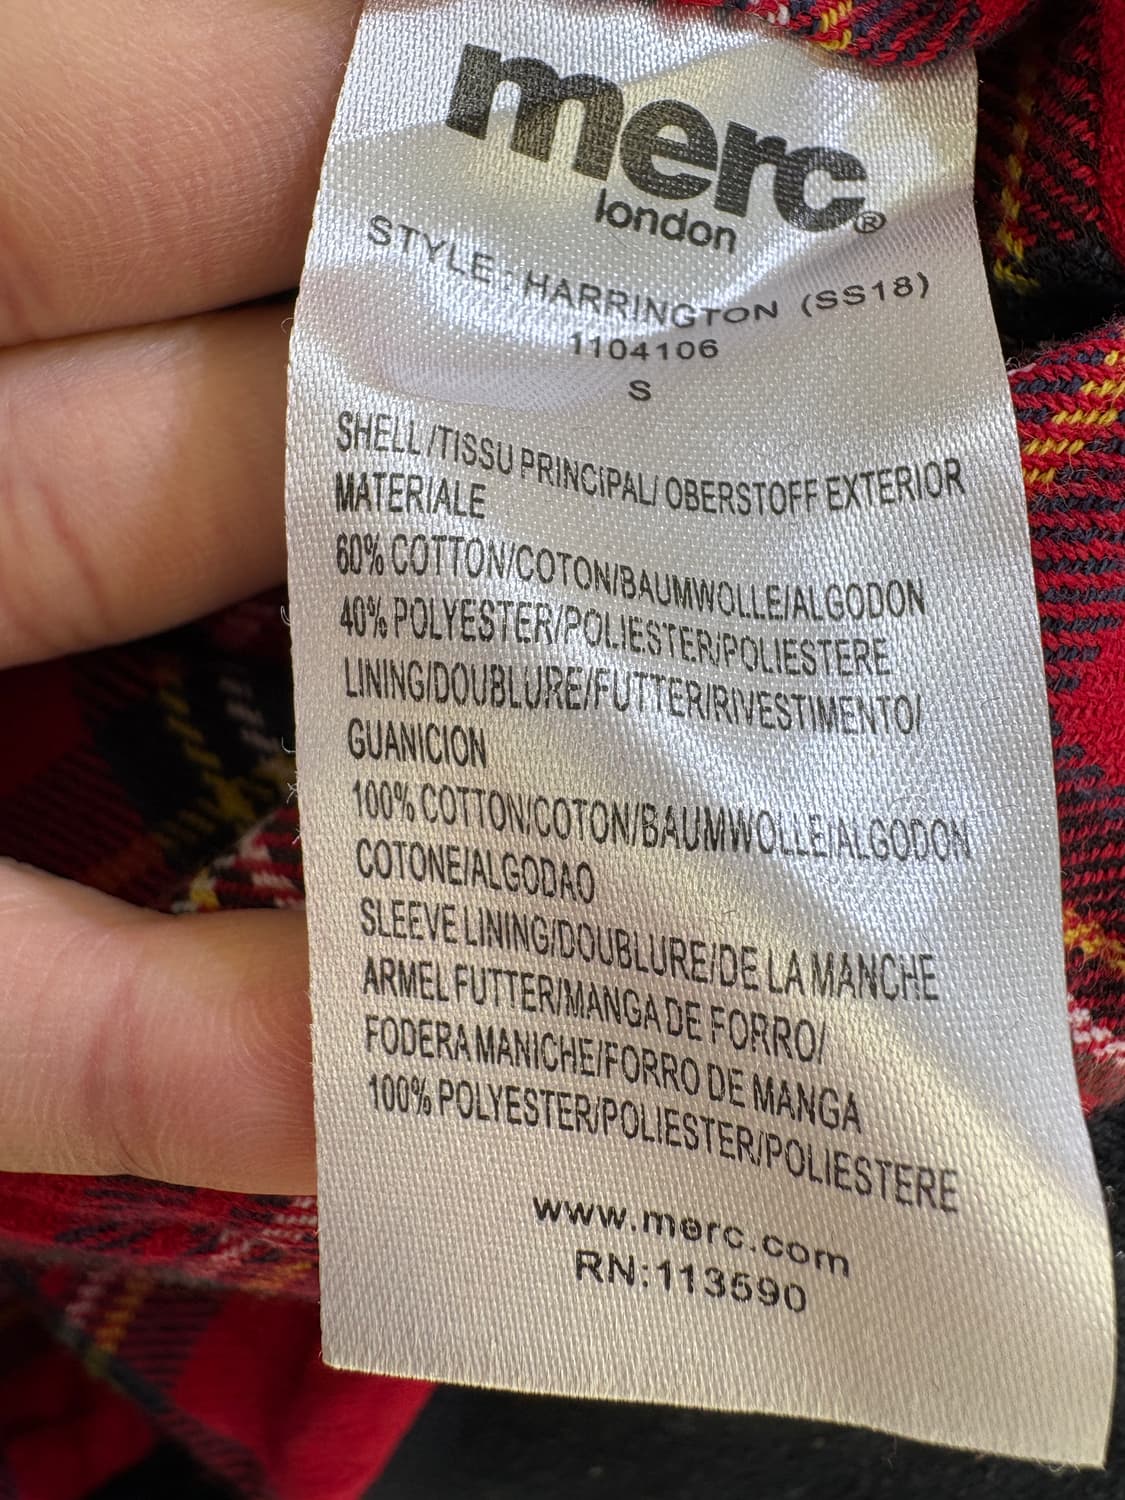 merc®
london
STYLE : HARRINGTON (SS18)
1104106
S
SHELL /TISSU PRINCIPAL/ OBERSTOFF EXTERIOR
MATERIALE
60% COTTON/COTON/BAUMWOLLE/ALGODON
40% POLYESTER/POLIESTER/POLIESTERE
LINING/DOUBLURE/FUTTER/RIVESTIMENTO/
GUANICION
100% COTTON/COTON/BAUMWOLLE/ALGODON
COTONE/ALGODAO
SLEEVE LINING/DOUBLURE/DE LA MANCHE
ARMEL FUTTER/MANGA DE FORRO/
FODERA MANICHE/FORRO DE MANGA
100% POLYESTER/POLIESTER/POLIESTERE
www.merc.com
RN:113590